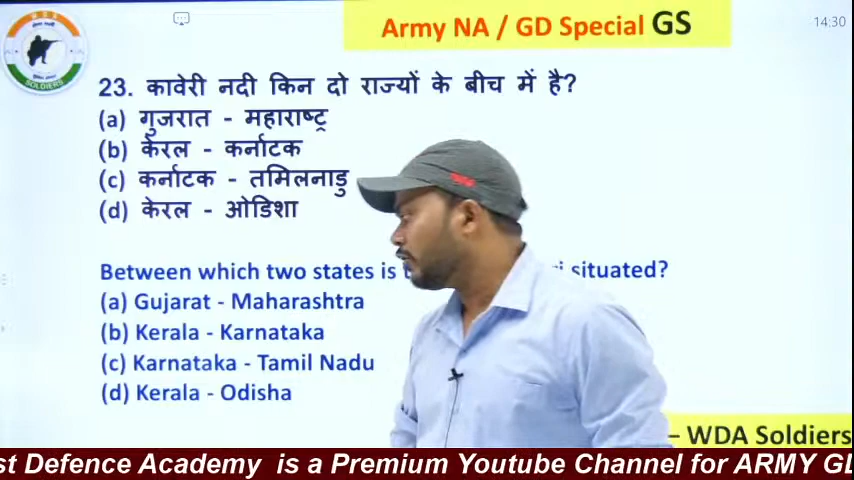 Army NA / GD Special GS
14:30
SOLDIERS
23. कावेरी नदी किन दो राज्यों के बीच में है?
(a) गुजरात - महाराष्ट्र
(b) केरल - कर्नाटक
(c) कर्नाटक - तमिलनाडु
(d) केरल - ओडिशा
Between which two states is situated?
(a) Gujarat - Maharashtra
(b) Kerala - Karnataka
(c) Karnataka - Tamil Nadu
(d) Kerala - Odisha
– WDA Soldiers
st Defence Academy is a Premium Youtube Channel for ARMY GD